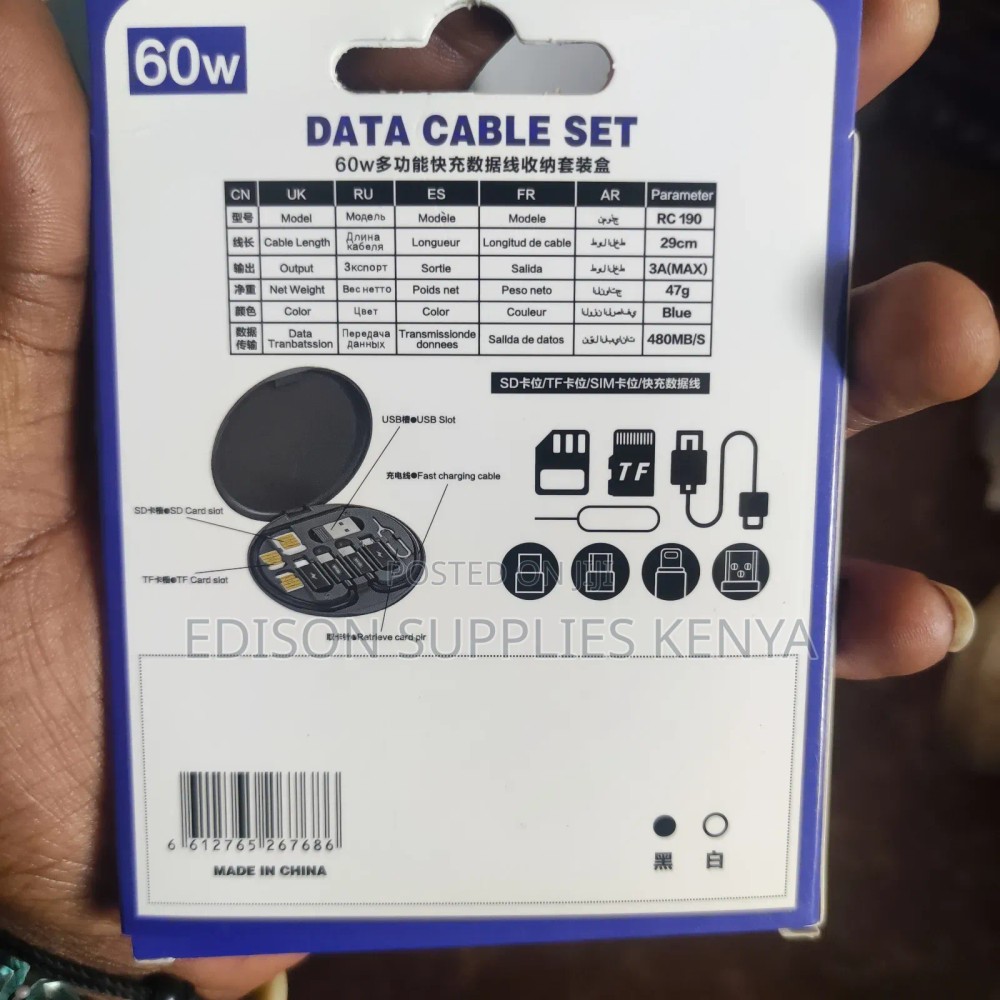 60w
DATA CABLE SET
60w多功能快充数据线收纳套装盒
CN UK RU ES FR AR Parameter
型号 Model Модель Modèle Modele RC 190
线长 Cable Length Длина кабеля Longueur Longitud de cable 29cm
输出 Output Экспорт Sortie Salida 3A(MAX)
净重 Net Weight Вес нетто Poids net Peso neto 47g
颜色 Color Цвет Color Couleur Blue
数据传输 Data Tranbatssion Передача данных Transmissionde donnees Salida de datos 480MB/S
SD卡位/TF卡位/SIM卡位/快充数据线
USB槽●USB Slot
充电线●Fast charging cable
SD卡槽●SD Card slot
TF
TF卡槽●TF Card slot
POSTED ON JIJI
取卡针●Retrieve card pir
EDISON SUPPLIES KENYA
6 612765 267686
MADE IN CHINA
黑 白